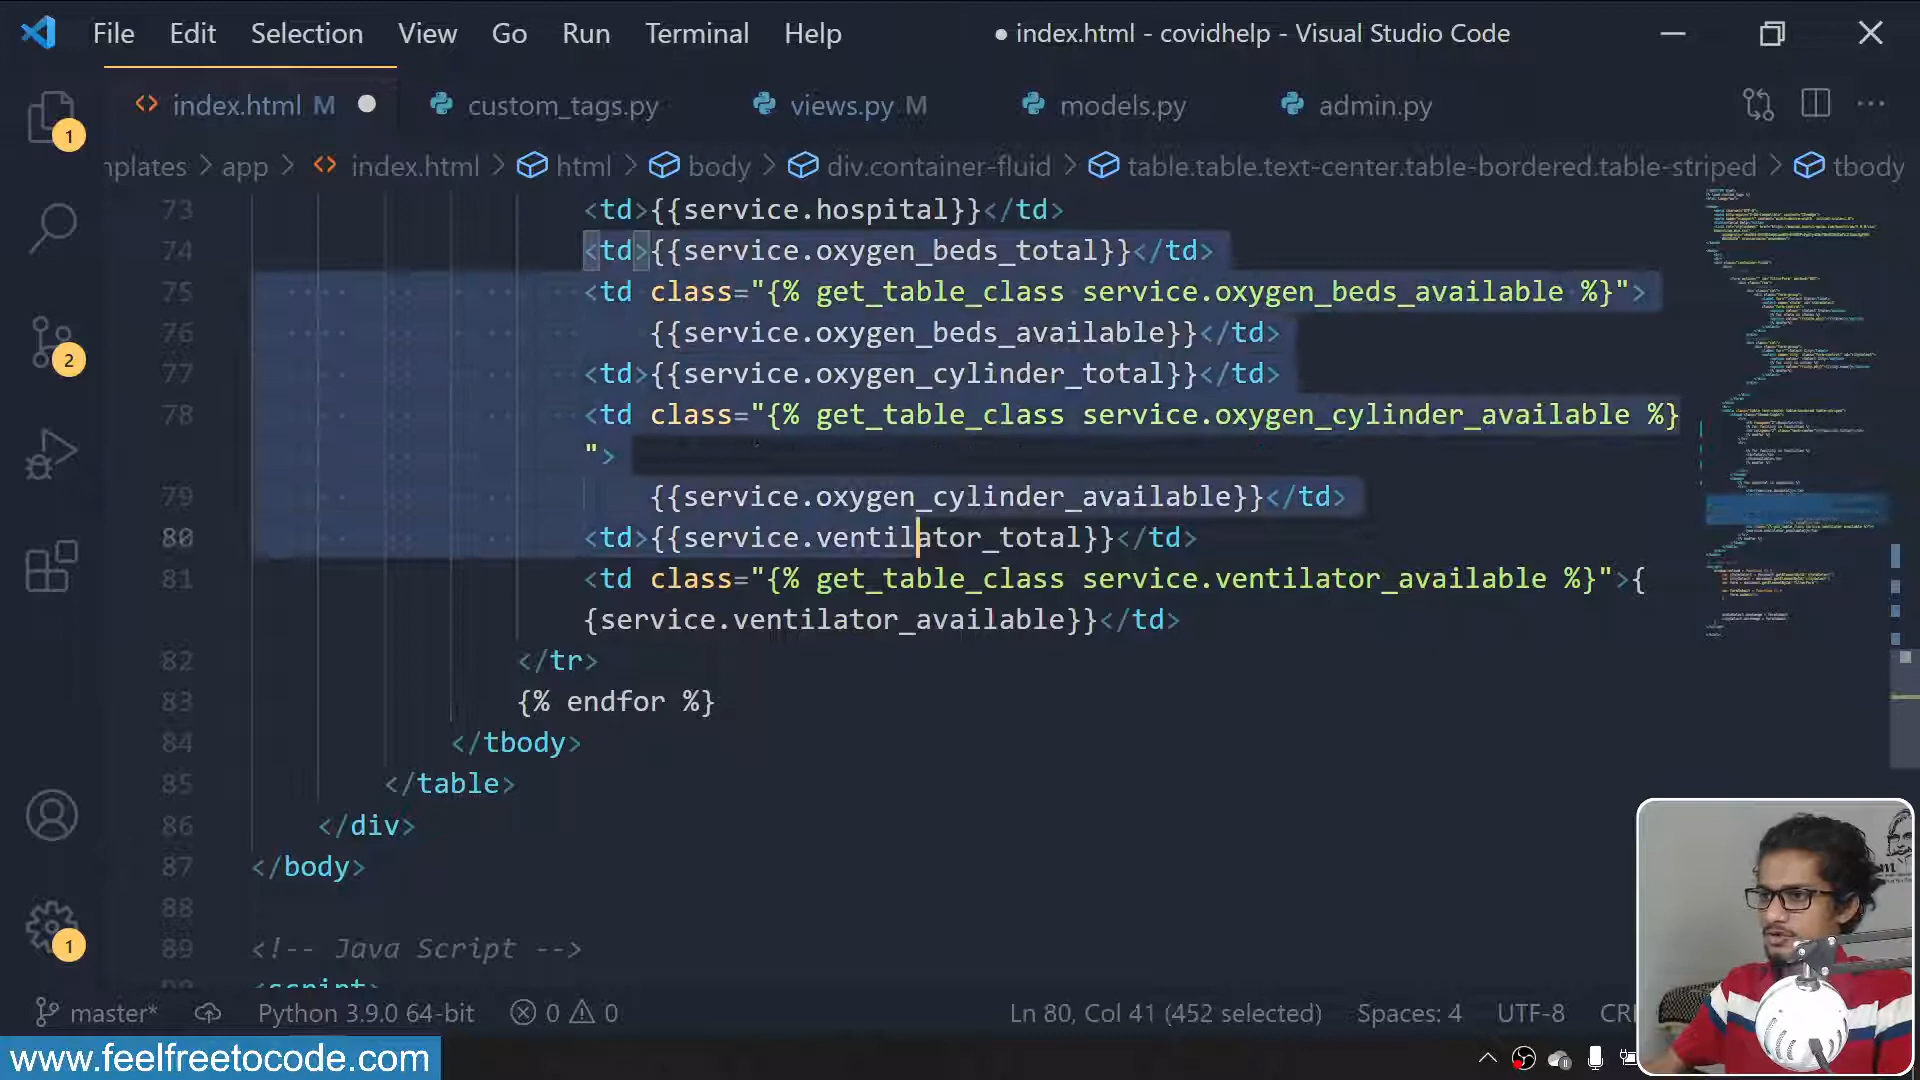 File Edit Selection View Go Run Terminal Help ● index.html - covidhelp - Visual Studio Code
index.html M custom_tags.py views.py M models.py admin.py
mplates > app > index.html > html > body > div.container-fluid > table.table.text-center.table-bordered.table-striped > tbody
73 <td>{{service.hospital}}</td>
74 <td>{{service.oxygen_beds_total}}</td>
75 <td class="{% get_table_class service.oxygen_beds_available %}">
76 {{service.oxygen_beds_available}}</td>
77 <td>{{service.oxygen_cylinder_total}}</td>
78 <td class="{% get_table_class service.oxygen_cylinder_available %}
">
79 {{service.oxygen_cylinder_available}}</td>
80 <td>{{service.ventilator_total}}</td>
81 <td class="{% get_table_class service.ventilator_available %}">{
{service.ventilator_available}}</td>
82 </tr>
83 {% endfor %}
84 </tbody>
85 </table>
86 </div>
87 </body>
88
89 <!-- Java Script -->
90 <script>
1
2
1
master* Python 3.9.0 64-bit 0 0 Ln 80, Col 41 (452 selected) Spaces: 4 UTF-8 CR
www.feelfreetocode.com